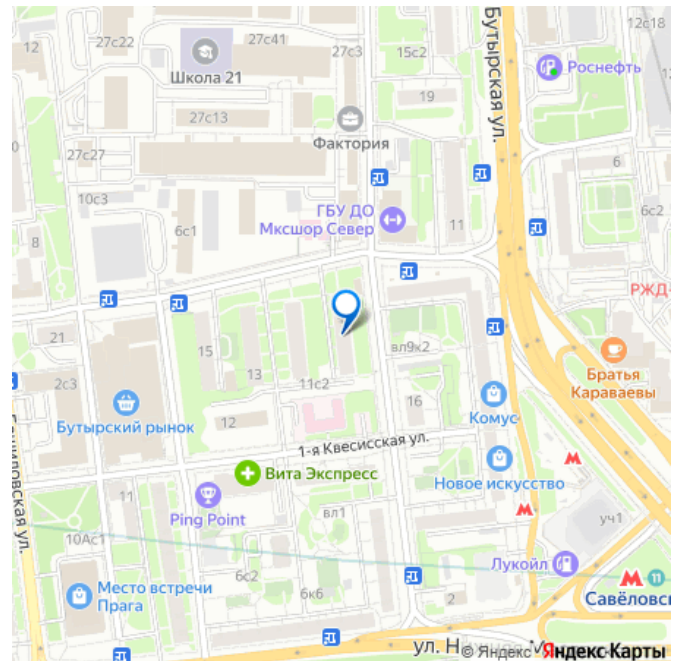 12
27с22
27с41
27с3
15с2
12с18
Школа 21
Бутырская ул.
Роснефть
19
27с13
Фактория
27с27
6
10с3
ГБУ ДО
Мксшор Север
6с2
8
6с1
11
РЖД-
21
15
13
вл9к2
2с3
11с2
Братья
Караваевы
Бутырский рынок
12
16
Комус
1-я Квесисская ул.
Вита Экспресс
Новое искусство
11
Ping Point
вл1
уч1
10Ас1
Лукойл
6с2
Место встречи
Прага
6к6
2
11
Савёловс
ул. Н
© Яндекс
Яндекс Карты